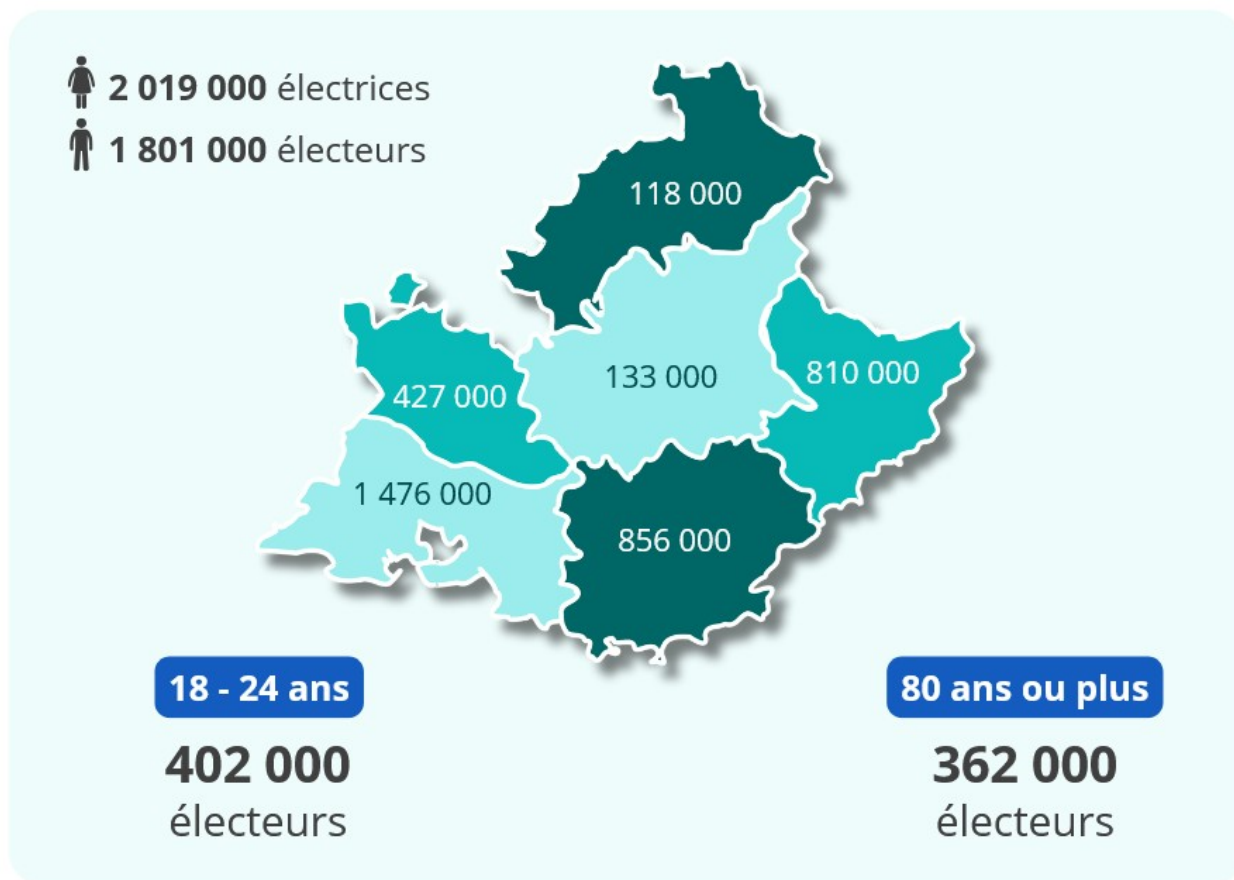 2 019 000 électrices
1 801 000 électeurs
118 000
133 000
810 000
427 000
1 476 000
856 000
18 - 24 ans
402 000
électeurs
80 ans ou plus
362 000
électeurs